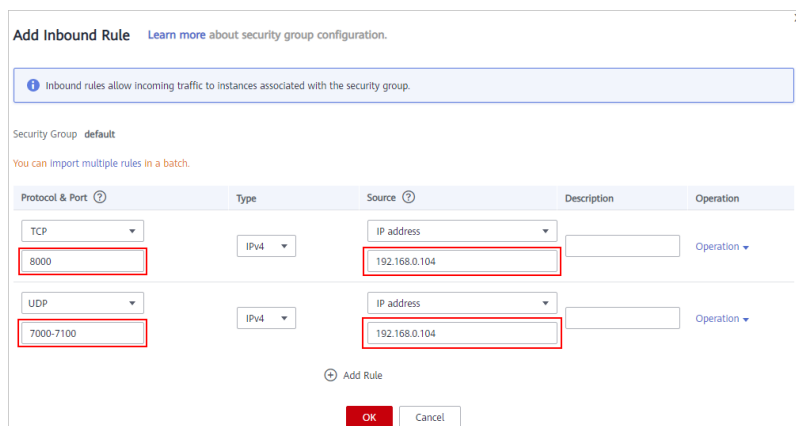 Add Inbound Rule Learn more about security group configuration.
Inbound rules allow incoming traffic to instances associated with the security group.
Security Group default
You can import multiple rules in a batch.
Protocol & Port Type Source Description Operation
TCP IPv4 IP address Operation
8000 192.168.0.104
UDP IPv4 IP address Operation
7000-7100 192.168.0.104
Add Rule
OK Cancel